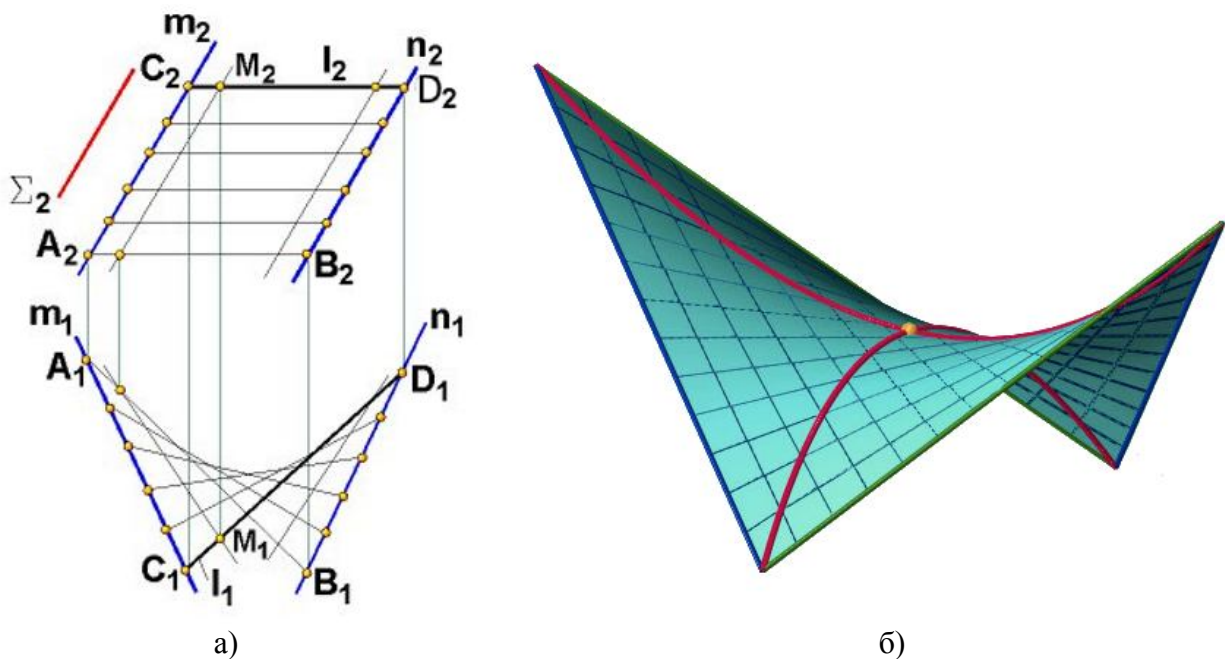 m₂
C₂ M₂ l₂ n₂
D₂
Σ₂
A₂ B₂
m₁ n₁
A₁ D₁
M₁
C₁ l₁ B₁
а) б)